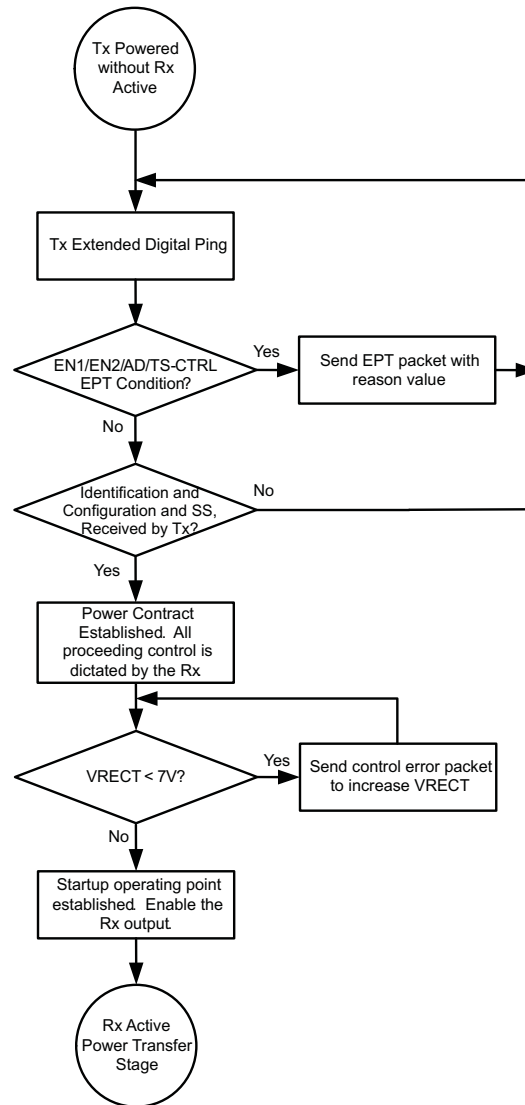 Tx Powered
without Rx
Active
Tx Extended Digital Ping
EN1/EN2/AD/TS-CTRL
EPT Condition?
Yes
Send EPT packet with
reason value
No
Identification and
Configuration and SS,
Received by Tx?
No
Yes
Power Contract
Established. All
proceeding control is
dictated by the Rx
VRECT < 7V?
Yes
Send control error packet
to increase VRECT
No
Startup operating point
established. Enable the
Rx output.
Rx Active
Power Transfer
Stage